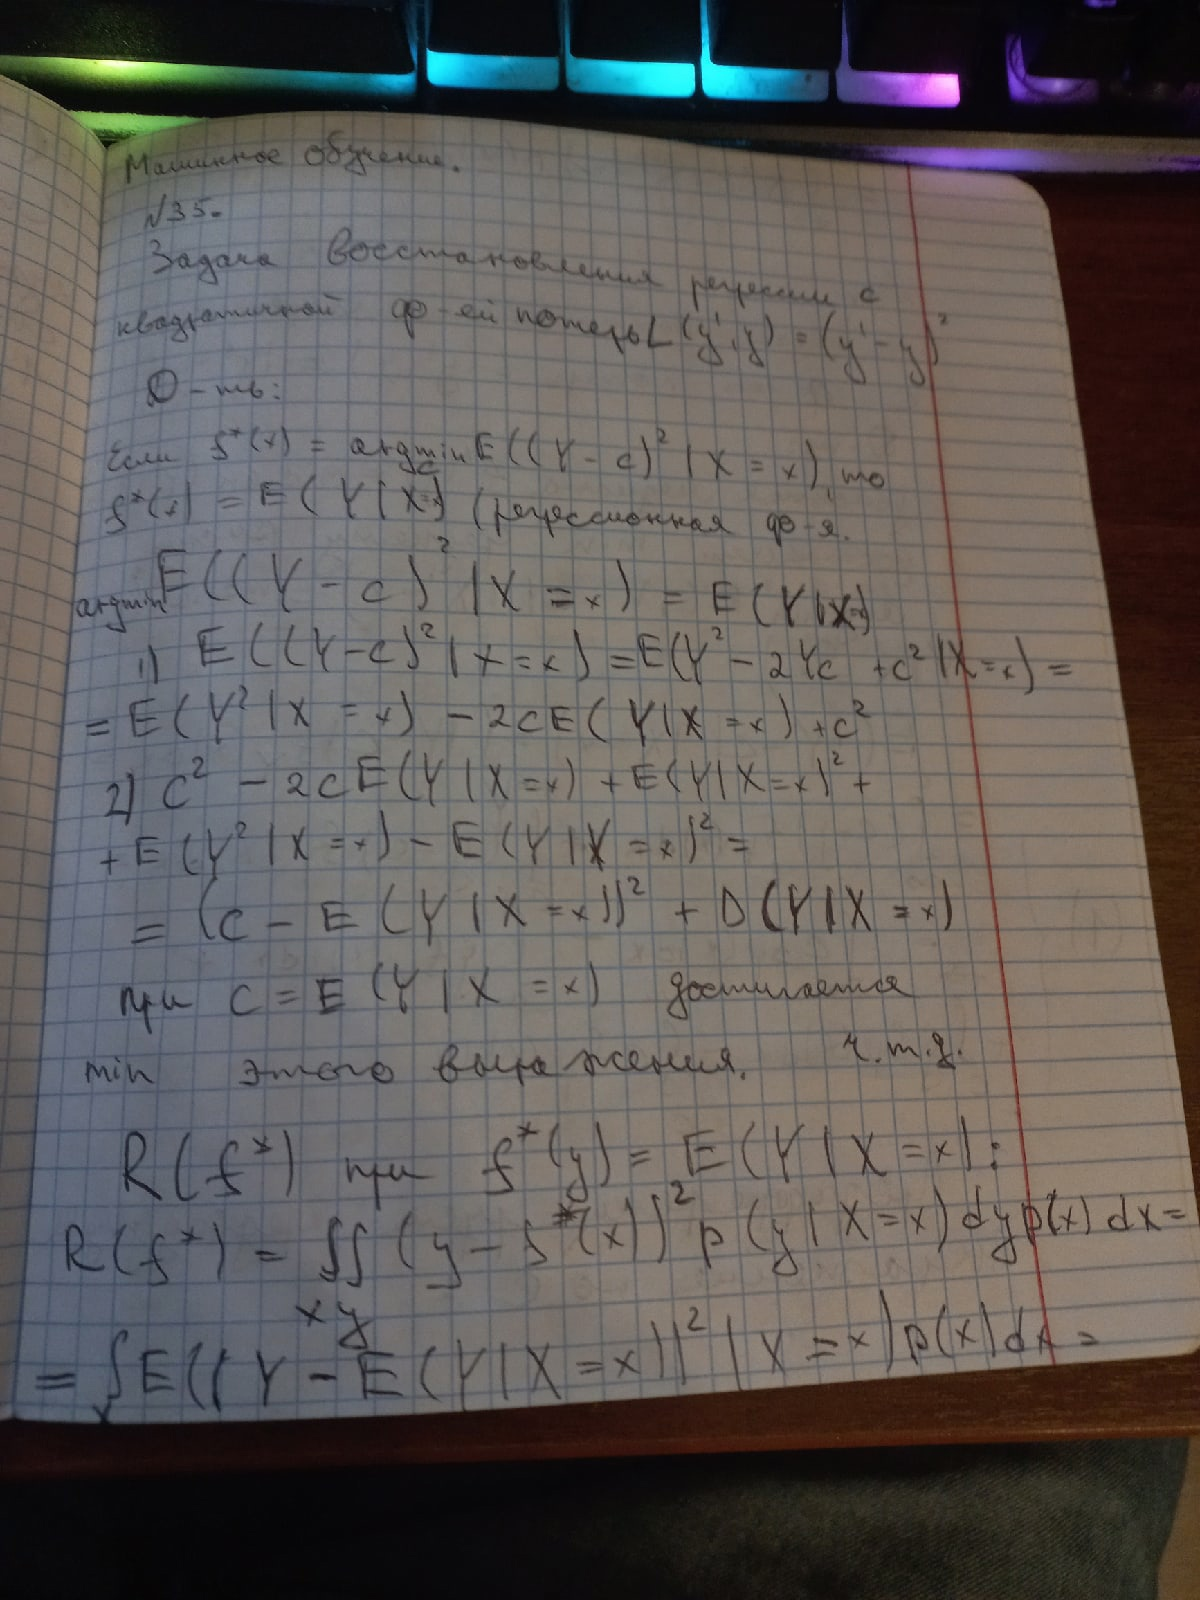 Машинное обучение.
№35.
Задача восстановления регрессии с
квадратичной ф-ей потерь L(y', y) = (y' - y)²
Д-ть:
Если f*(x) = argmin E((Y - c)² | X = x), то
c
f*(x) = E(Y | X=x) (регрессионная ф-я.
argmin E((Y - c)² | X = x) = E(Y | X=x)
1) E((Y - c)² | X = x) = E(Y² - 2Yc + c² | X = x) =
= E(Y² | X = x) - 2cE(Y | X = x) + c²
2) c² - 2cE(Y | X = x) + E(Y | X = x)² +
+ E(Y² | X = x) - E(Y | X = x)² =
= (c - E(Y | X = x))² + D(Y | X = x)
при c = E(Y | X = x) достигается
min этого выражения. ч.т.д.
R(f*) при f*(y) = E(Y | X = x):
R(f*) = ∫∫ (y - f*(x))² p(y | X = x) dy p(x) dx =
x y
= ∫ E((Y - E(Y | X = x))² | X = x) p(x) dx =
x